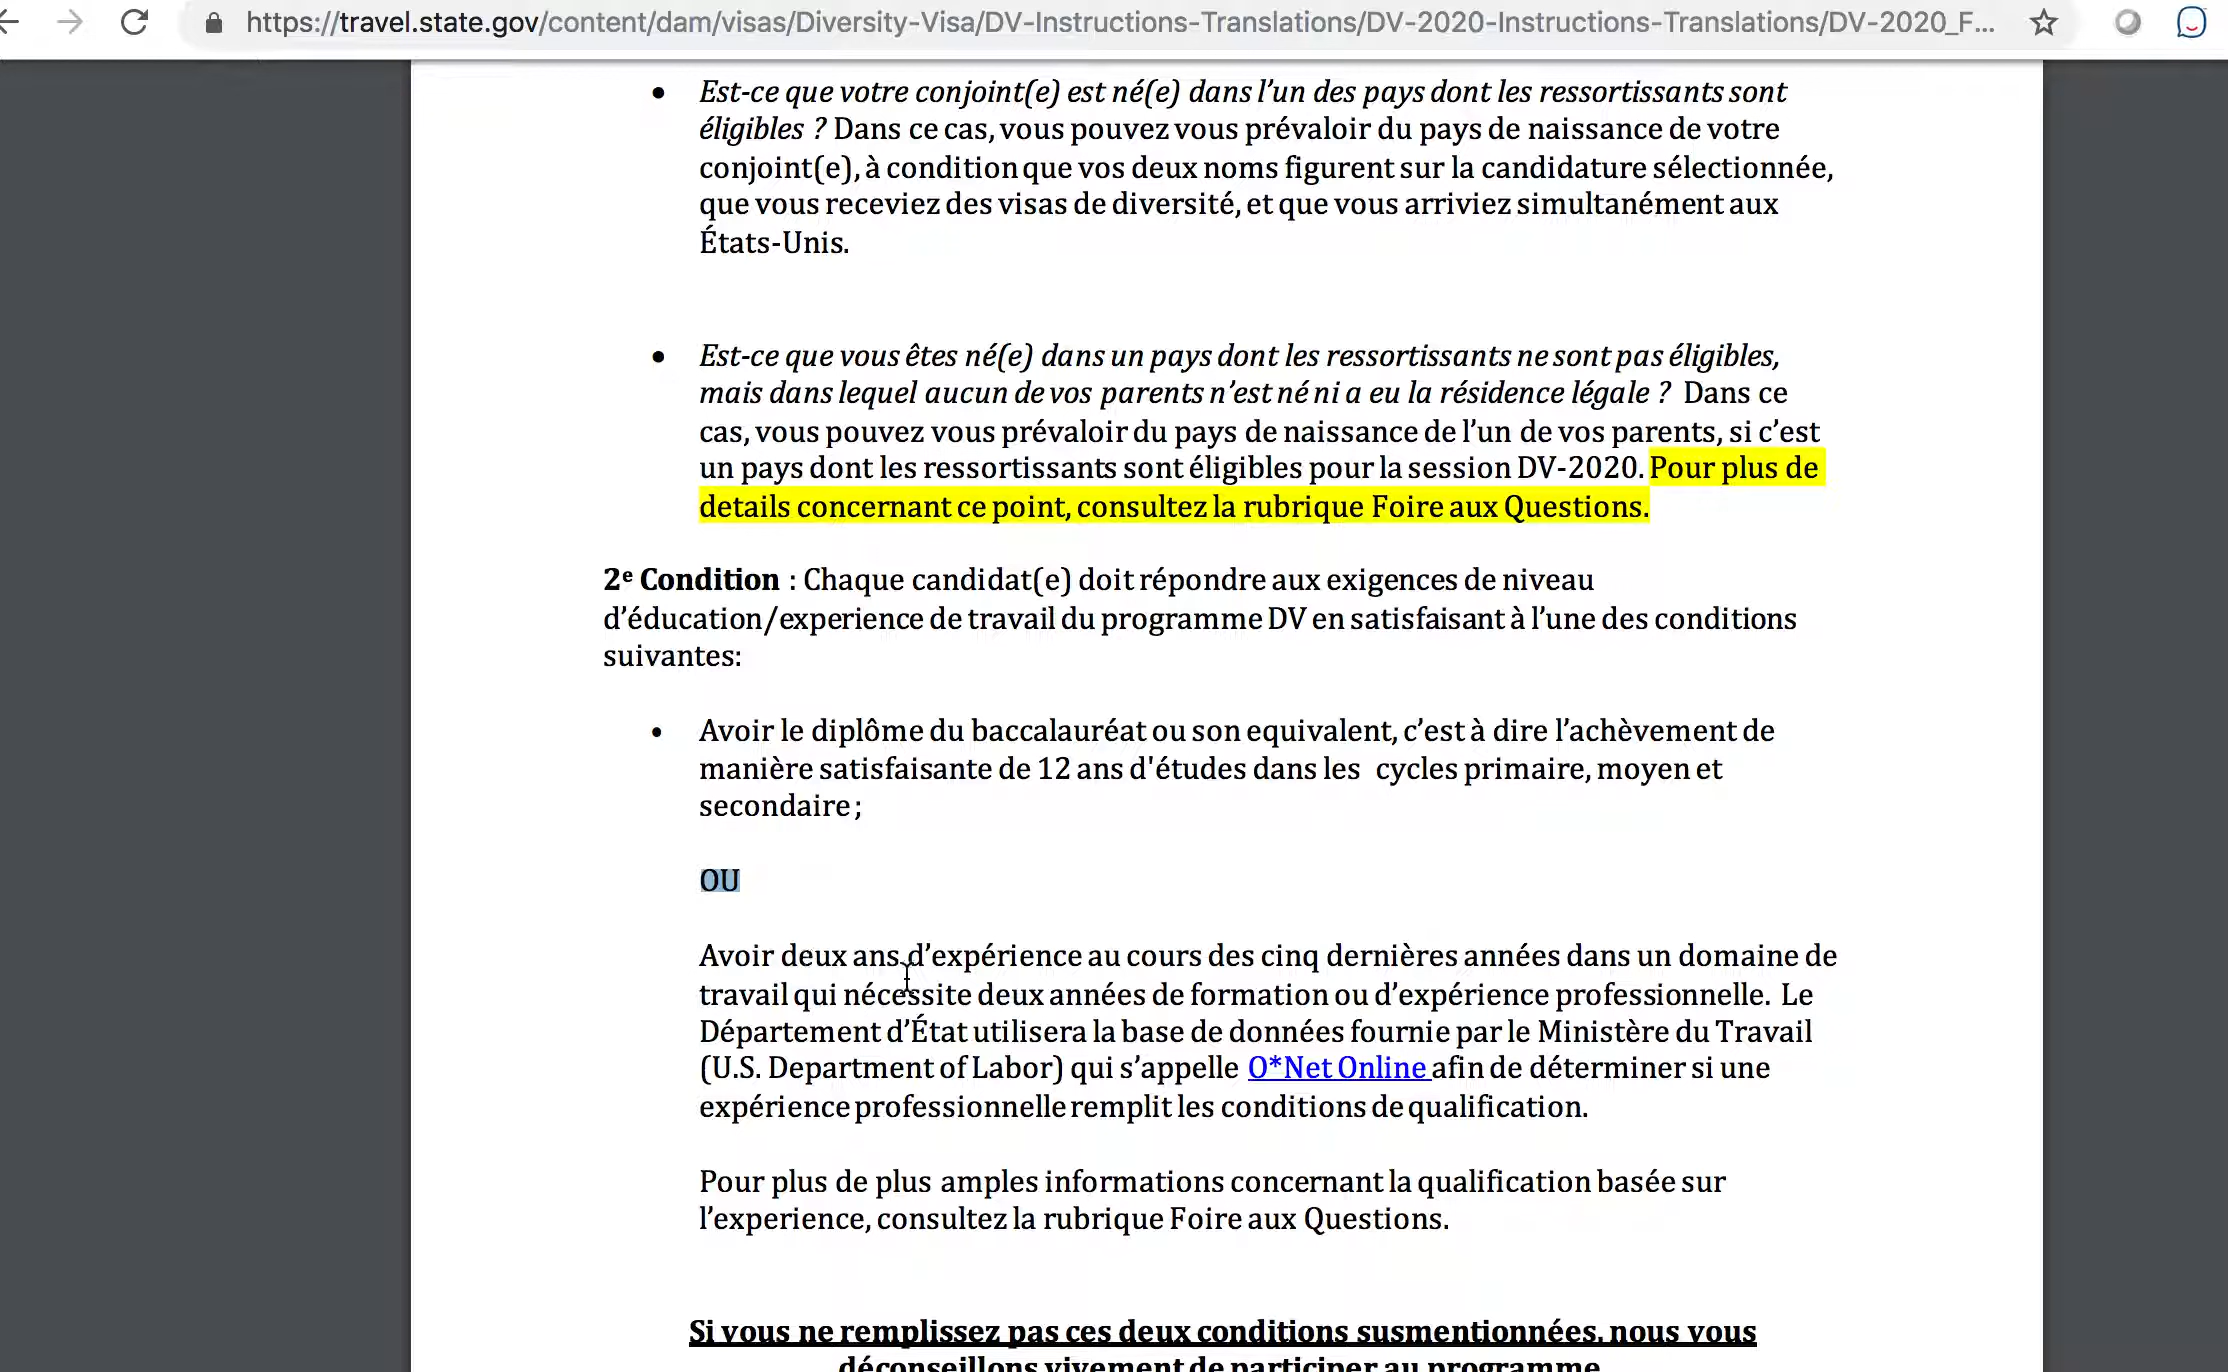 https://travel.state.gov/content/dam/visas/Diversity-Visa/DV-Instructions-Translations/DV-2020-Instructions-Translations/DV-2020_F...
• Est-ce que votre conjoint(e) est né(e) dans l’un des pays dont les ressortissants sont
éligibles ? Dans ce cas, vous pouvez vous prévaloir du pays de naissance de votre
conjoint(e), à condition que vos deux noms figurent sur la candidature sélectionnée,
que vous receviez des visas de diversité, et que vous arriviez simultanément aux
États-Unis.
• Est-ce que vous êtes né(e) dans un pays dont les ressortissants ne sont pas éligibles,
mais dans lequel aucun de vos parents n’est né ni a eu la résidence légale ? Dans ce
cas, vous pouvez vous prévaloir du pays de naissance de l’un de vos parents, si c’est
un pays dont les ressortissants sont éligibles pour la session DV-2020. Pour plus de
details concernant ce point, consultez la rubrique Foire aux Questions.
2e Condition : Chaque candidat(e) doit répondre aux exigences de niveau
d’éducation/experience de travail du programme DV en satisfaisant à l’une des conditions
suivantes:
• Avoir le diplôme du baccalauréat ou son equivalent, c’est à dire l’achèvement de
manière satisfaisante de 12 ans d'études dans les cycles primaire, moyen et
secondaire ;
OU
Avoir deux ans d’expérience au cours des cinq dernières années dans un domaine de
travail qui nécessite deux années de formation ou d’expérience professionnelle. Le
Département d’État utilisera la base de données fournie par le Ministère du Travail
(U.S. Department of Labor) qui s’appelle O*Net Online afin de déterminer si une
expérience professionnelle remplit les conditions de qualification.
Pour plus de plus amples informations concernant la qualification basée sur
l’experience, consultez la rubrique Foire aux Questions.
Si vous ne remplissez pas ces deux conditions susmentionnées, nous vous
déconseillons vivement de participer au programme